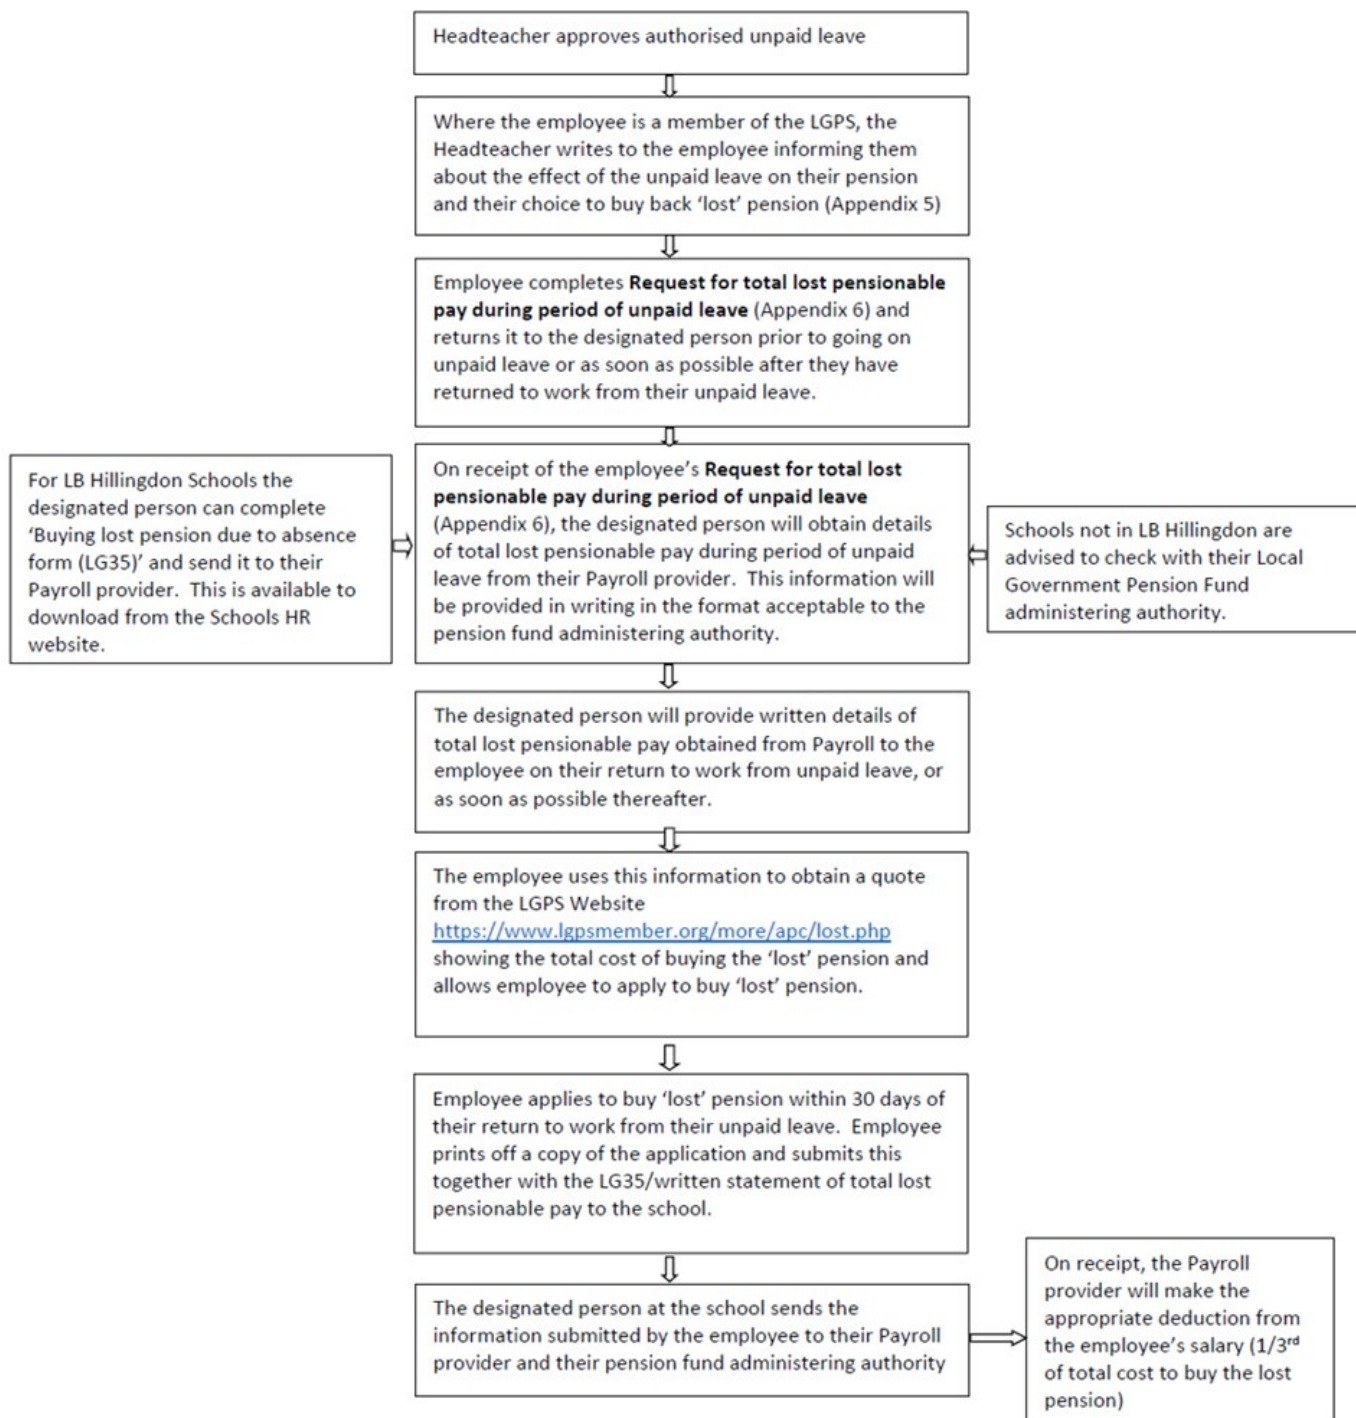 Headteacher approves authorised unpaid leave
Where the employee is a member of the LGPS, the
Headteacher writes to the employee informing them
about the effect of the unpaid leave on their pension
and their choice to buy back ‘lost’ pension (Appendix 5)
Employee completes Request for total lost pensionable
pay during period of unpaid leave (Appendix 6) and
returns it to the designated person prior to going on
unpaid leave or as soon as possible after they have
returned to work from their unpaid leave.
For LB Hillingdon Schools the
designated person can complete
‘Buying lost pension due to absence
form (LG35)’ and send it to their
Payroll provider.  This is available to
download from the Schools HR
website.
On receipt of the employee’s Request for total lost
pensionable pay during period of unpaid leave
(Appendix 6), the designated person will obtain details
of total lost pensionable pay during period of unpaid
leave from their Payroll provider.  This information will
be provided in writing in the format acceptable to the
pension fund administering authority.
Schools not in LB Hillingdon are
advised to check with their Local
Government Pension Fund
administering authority.
The designated person will provide written details of
total lost pensionable pay obtained from Payroll to the
employee on their return to work from unpaid leave, or
as soon as possible thereafter.
The employee uses this information to obtain a quote
from the LGPS Website
https://www.lgpsmember.org/more/apc/lost.php
showing the total cost of buying the ‘lost’ pension and
allows employee to apply to buy ‘lost’ pension.
Employee applies to buy ‘lost’ pension within 30 days of
their return to work from their unpaid leave.  Employee
prints off a copy of the application and submits this
together with the LG35/written statement of total lost
pensionable pay to the school.
The designated person at the school sends the
information submitted by the employee to their Payroll
provider and their pension fund administering authority
On receipt, the Payroll
provider will make the
appropriate deduction from
the employee’s salary (1/3rd
of total cost to buy the lost
pension)